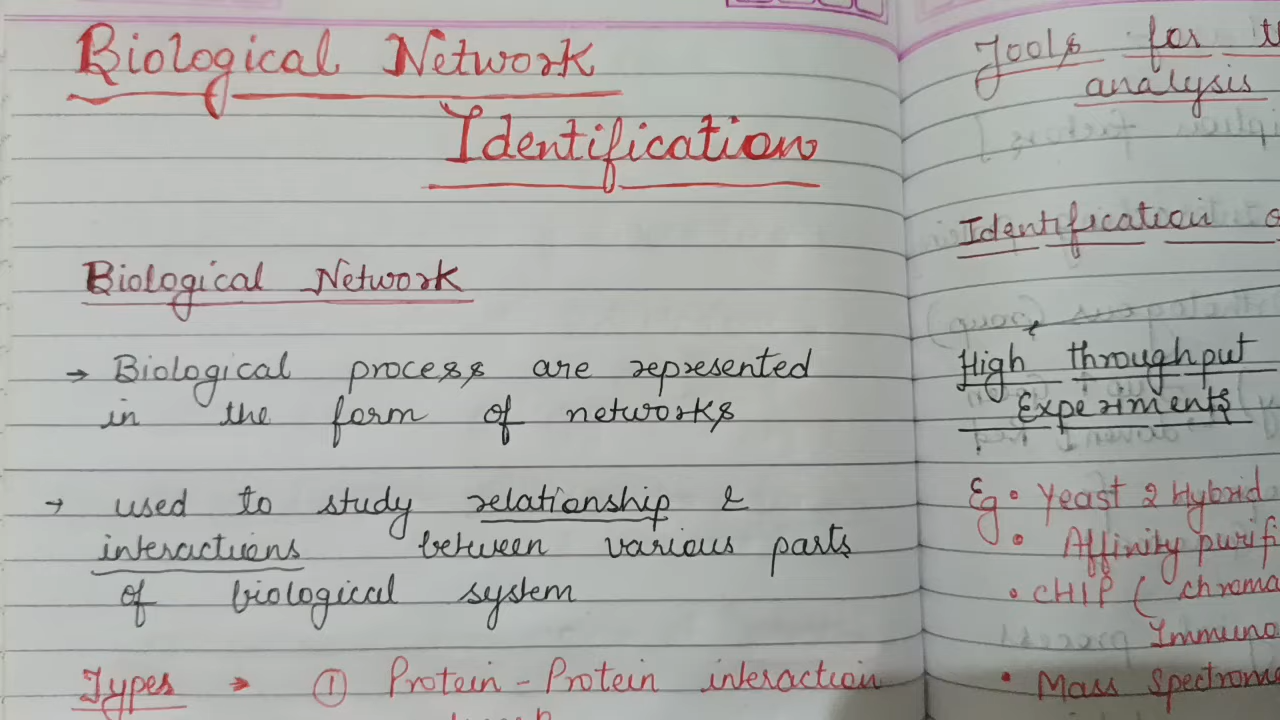 Biological Network
Identification
Biological Network
→ Biological process are represented
in the form of networks
→ used to study relationship &
interactions between various parts
of biological system
Types → ① Protein-Protein interaction
Tools for
analysis
Identification
High throughput
Experiments
Eg • Yeast 2 Hybrid
• Affinity
• CHIP (
• Mass